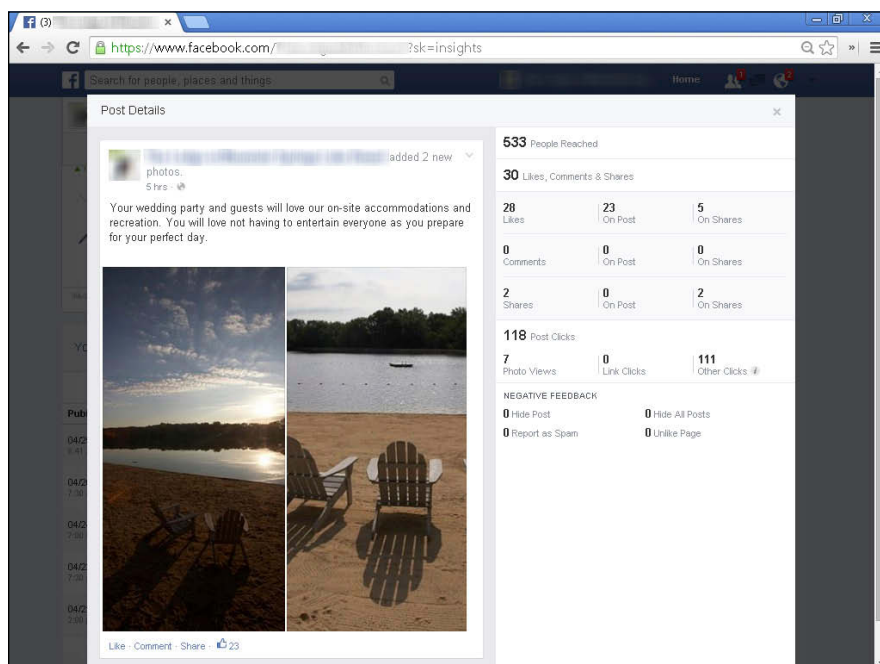 (3)
https://www.facebook.com/ ?sk=insights
Search for people, places and things
Home
1
2
Post Details
added 2 new
photos.
5 hrs ·
Your wedding party and guests will love our on-site accommodations and
recreation. You will love not having to entertain everyone as you prepare
for your perfect day.
Like · Comment · Share · 23
533 People Reached
30 Likes, Comments & Shares
28 23 5
Likes On Post On Shares
0 0 0
Comments On Post On Shares
2 0 2
Shares On Post On Shares
118 Post Clicks
7 0 111
Photo Views Link Clicks Other Clicks i
NEGATIVE FEEDBACK
0 Hide Post 0 Hide All Posts
0 Report as Spam 0 Unlike Page